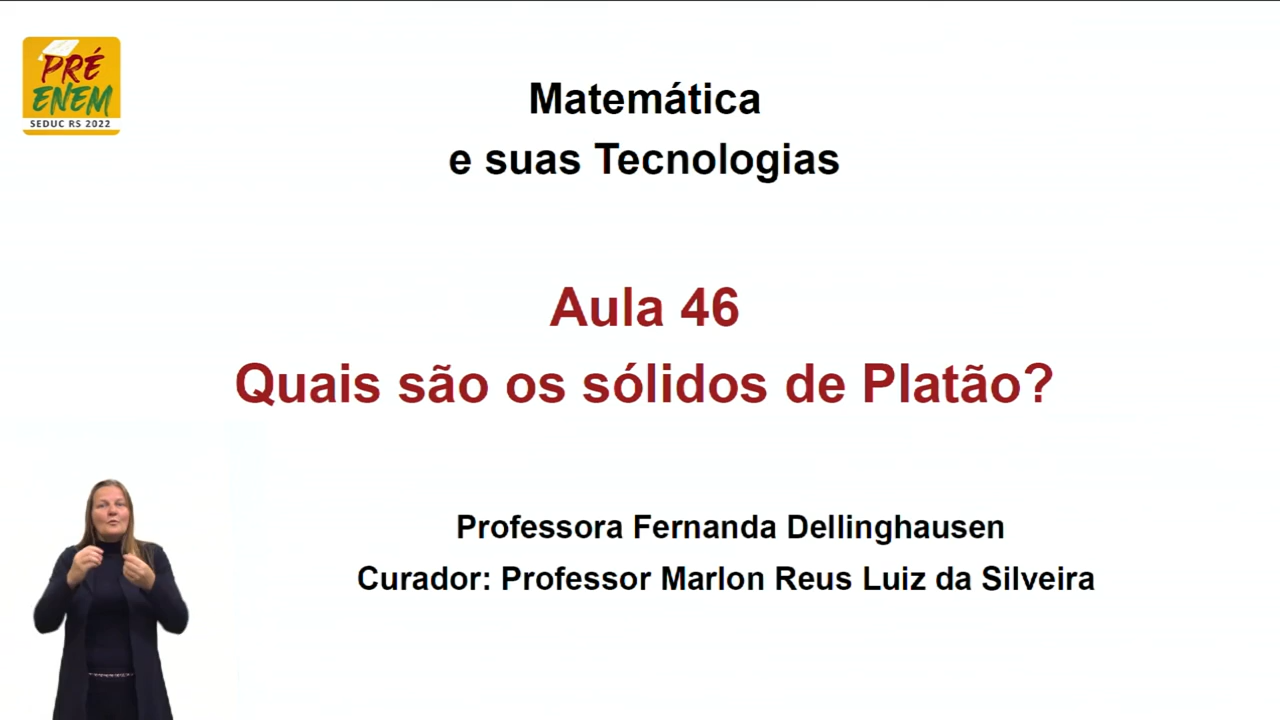 PRÉ
ENEM
SEDUC RS 2022
Matemática
e suas Tecnologias
Aula 46
Quais são os sólidos de Platão?
Professora Fernanda Dellinghausen
Curador: Professor Marlon Reus Luiz da Silveira